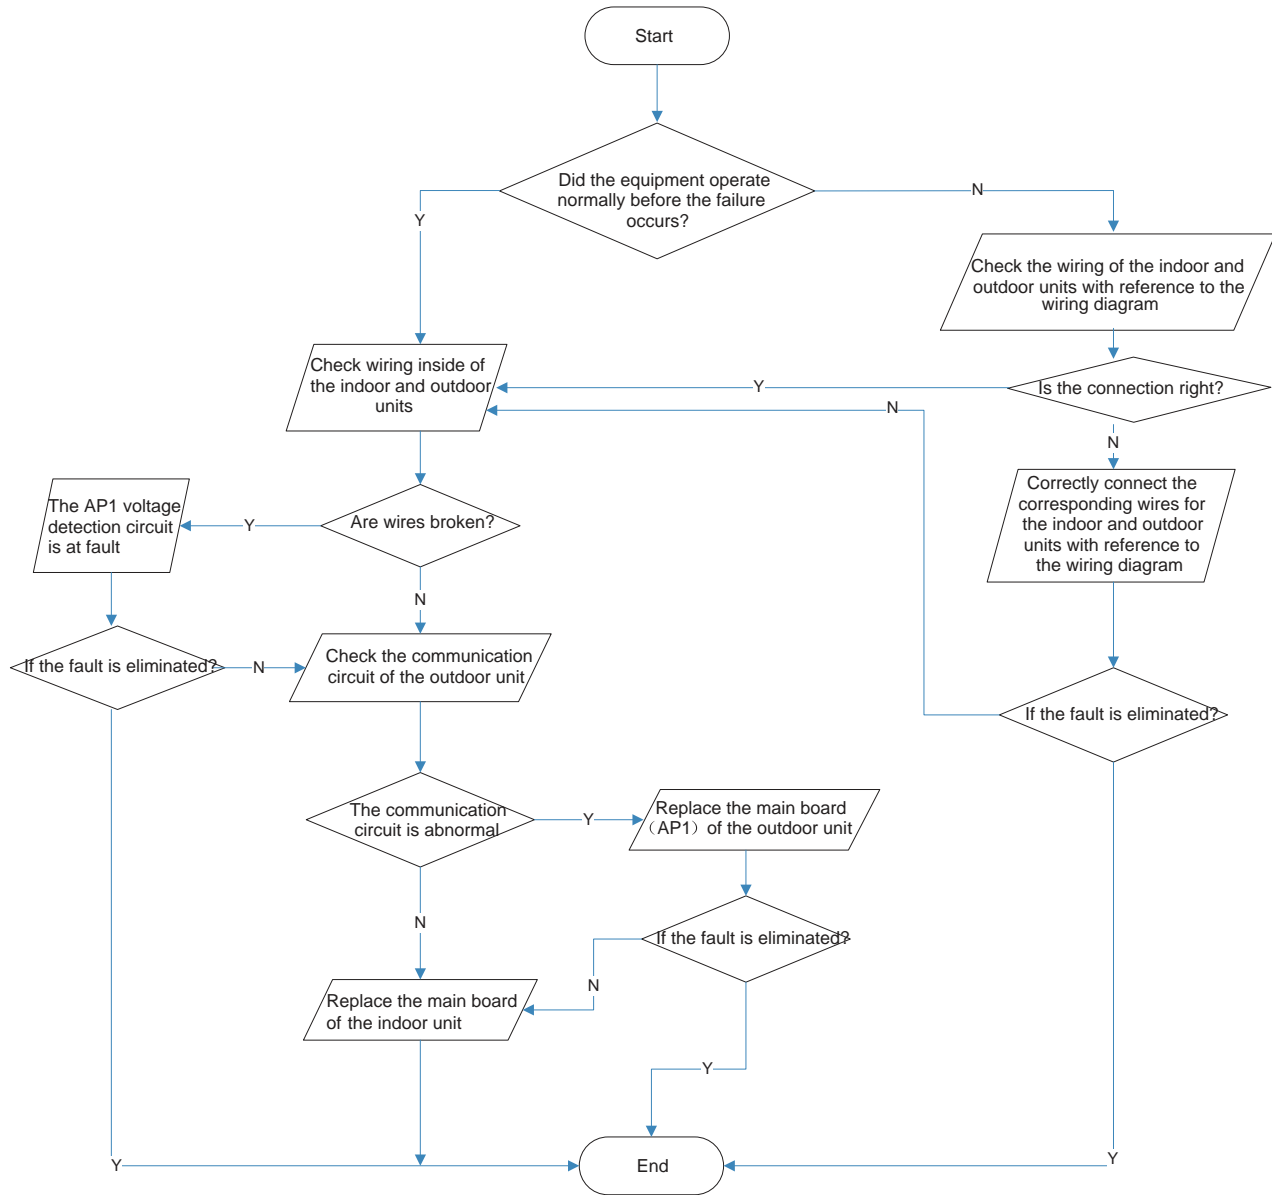 Start
Did the equipment operate
normally before the failure
occurs?
Y
N
Check the wiring of the indoor and
outdoor units with reference to the
wiring diagram
Check wiring inside of
the indoor and outdoor
units
Y
Is the connection right?
N
N
Correctly connect the
corresponding wires for
the indoor and outdoor
units with reference to
the wiring diagram
The AP1 voltage
detection circuit
is at fault
Y
Are wires broken?
N
If the fault is eliminated?
N
Check the communication
circuit of the outdoor unit
If the fault is eliminated?
The communication
circuit is abnormal
Y
Replace the main board
（AP1）of the outdoor unit
N
If the fault is eliminated?
N
Replace the main board
of the indoor unit
Y
Y
End
Y